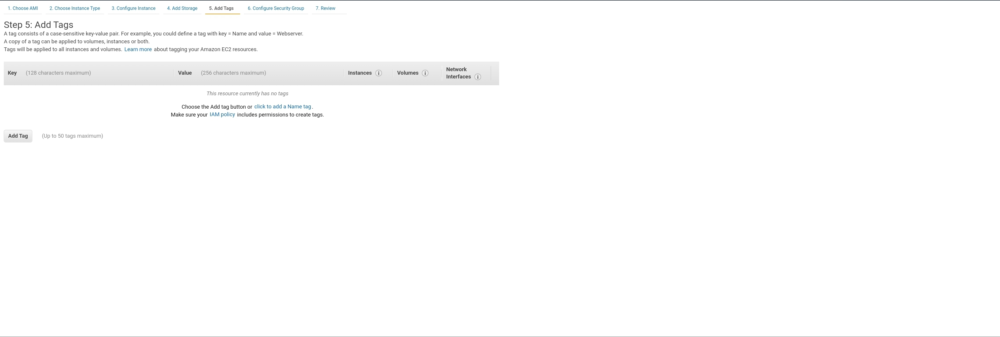 1. Choose AMI 2. Choose Instance Type 3. Configure Instance 4. Add Storage 5. Add Tags 6. Configure Security Group 7. Review
Step 5: Add Tags
A tag consists of a case-sensitive key-value pair. For example, you could define a tag with key = Name and value = Webserver.
A copy of a tag can be applied to volumes, instances or both.
Tags will be applied to all instances and volumes. Learn more about tagging your Amazon EC2 resources.
Key (128 characters maximum) Value (256 characters maximum) Instances i Volumes i Network
Interfaces i
This resource currently has no tags
Choose the Add tag button or click to add a Name tag.
Make sure your IAM policy includes permissions to create tags.
Add Tag (Up to 50 tags maximum)